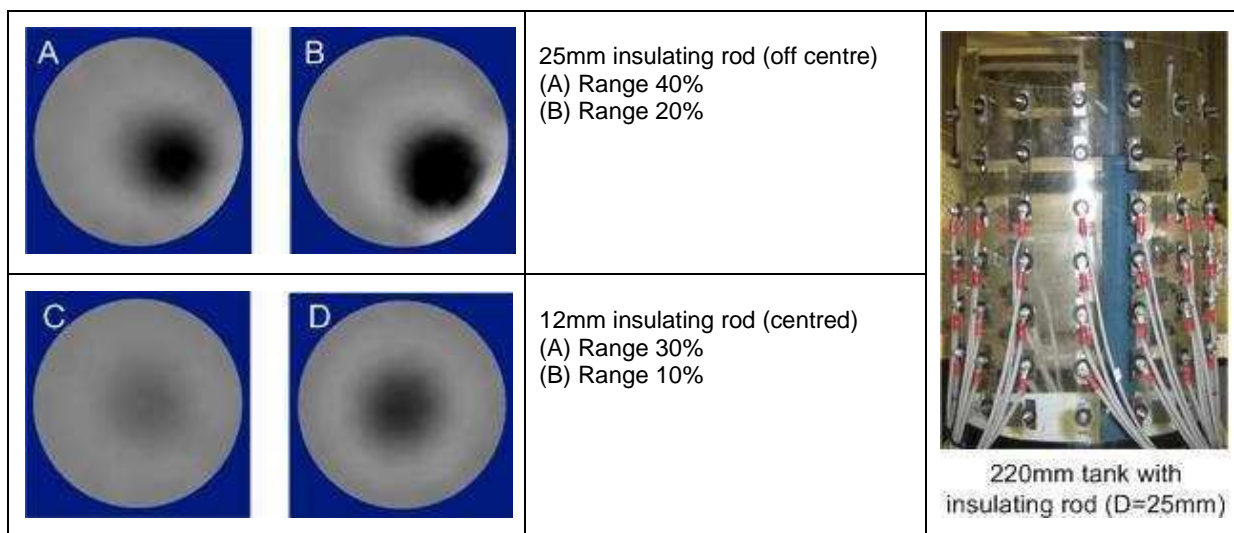 A
B
25mm insulating rod (off centre)
(A) Range 40%
(B) Range 20%
C
D
12mm insulating rod (centred)
(A) Range 30%
(B) Range 10%
220mm tank with
insulating rod (D=25mm)